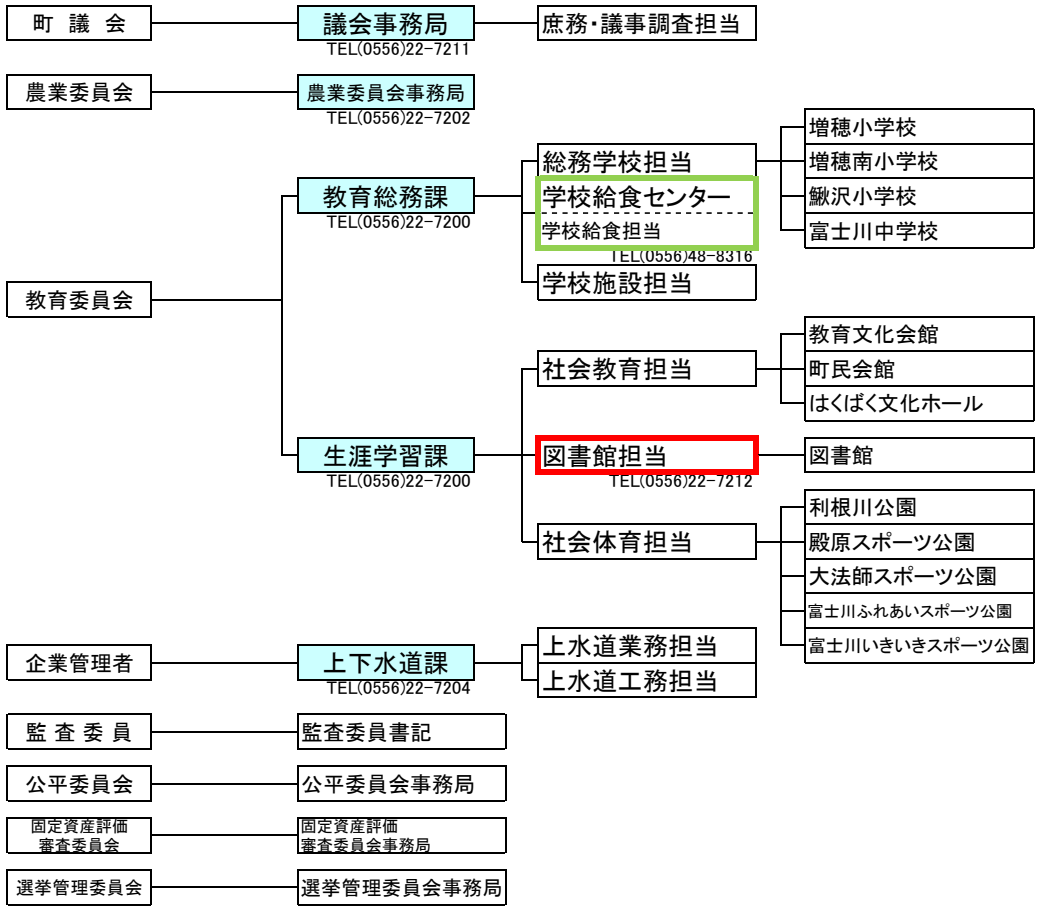 町 議 会
議会事務局
庶務・議事調査担当
TEL(0556)22-7211
農業委員会
農業委員会事務局
TEL(0556)22-7202
教育委員会
教育総務課
TEL(0556)22-7200
総務学校担当
増穂小学校
増穂南小学校
鰍沢小学校
富士川中学校
学校給食センター
学校給食担当
TEL(0556)48-8316
学校施設担当
生涯学習課
TEL(0556)22-7200
社会教育担当
教育文化会館
町民会館
はくばく文化ホール
図書館担当
TEL(0556)22-7212
図書館
社会体育担当
利根川公園
殿原スポーツ公園
大法師スポーツ公園
富士川ふれあいスポーツ公園
富士川いきいきスポーツ公園
企業管理者
上下水道課
TEL(0556)22-7204
上水道業務担当
上水道工務担当
監 査 委 員
監査委員書記
公平委員会
公平委員会事務局
固定資産評価
審査委員会
固定資産評価
審査委員会事務局
選挙管理委員会
選挙管理委員会事務局